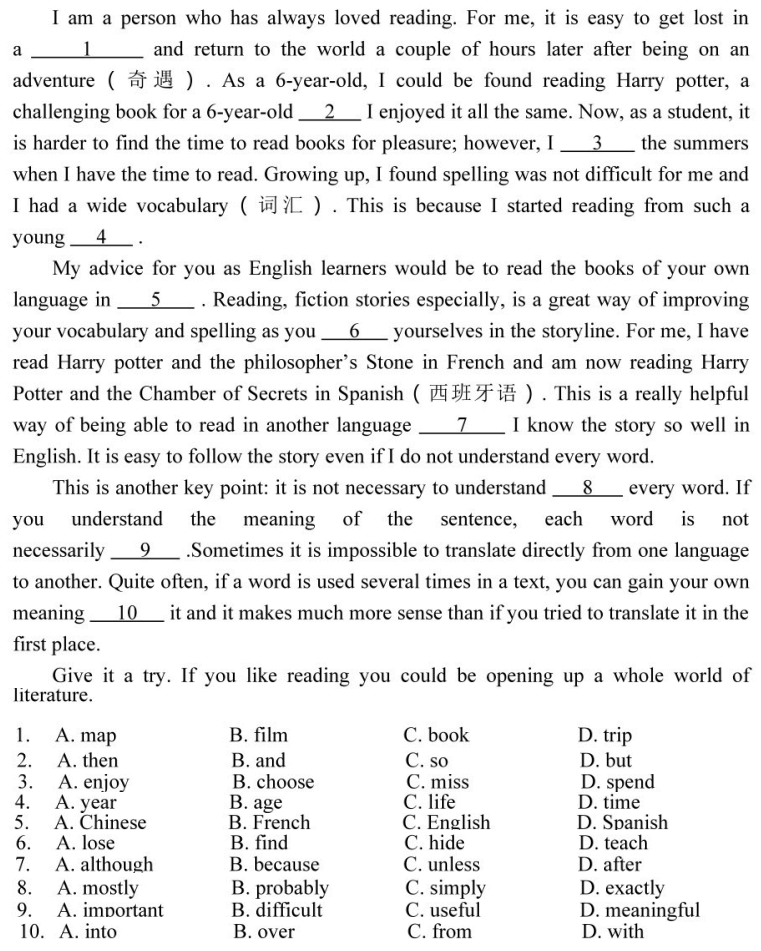 I am a person who has always loved reading. For me, it is easy to get lost in
a 1 and return to the world a couple of hours later after being on an
adventure ( 奇遇 ) . As a 6-year-old, I could be found reading Harry potter, a
challenging book for a 6-year-old 2 I enjoyed it all the same. Now, as a student, it
is harder to find the time to read books for pleasure; however, I 3 the summers
when I have the time to read. Growing up, I found spelling was not difficult for me and
I had a wide vocabulary ( 词汇 ) . This is because I started reading from such a
young 4 .
My advice for you as English learners would be to read the books of your own
language in 5 . Reading, fiction stories especially, is a great way of improving
your vocabulary and spelling as you 6 yourselves in the storyline. For me, I have
read Harry potter and the philosopher's Stone in French and am now reading Harry
Potter and the Chamber of Secrets in Spanish ( 西班牙语 ) . This is a really helpful
way of being able to read in another language 7 I know the story so well in
English. It is easy to follow the story even if I do not understand every word.
This is another key point: it is not necessary to understand 8 every word. If
you understand the meaning of the sentence, each word is not
necessarily 9 .Sometimes it is impossible to translate directly from one language
to another. Quite often, if a word is used several times in a text, you can gain your own
meaning 10 it and it makes much more sense than if you tried to translate it in the
first place.
Give it a try. If you like reading you could be opening up a whole world of
literature.
1. A. map B. film C. book D. trip
2. A. then B. and C. so D. but
3. A. enjoy B. choose C. miss D. spend
4. A. year B. age C. life D. time
5. A. Chinese B. French C. English D. Spanish
6. A. lose B. find C. hide D. teach
7. A. although B. because C. unless D. after
8. A. mostly B. probably C. simply D. exactly
9. A. important B. difficult C. useful D. meaningful
10. A. into B. over C. from D. with